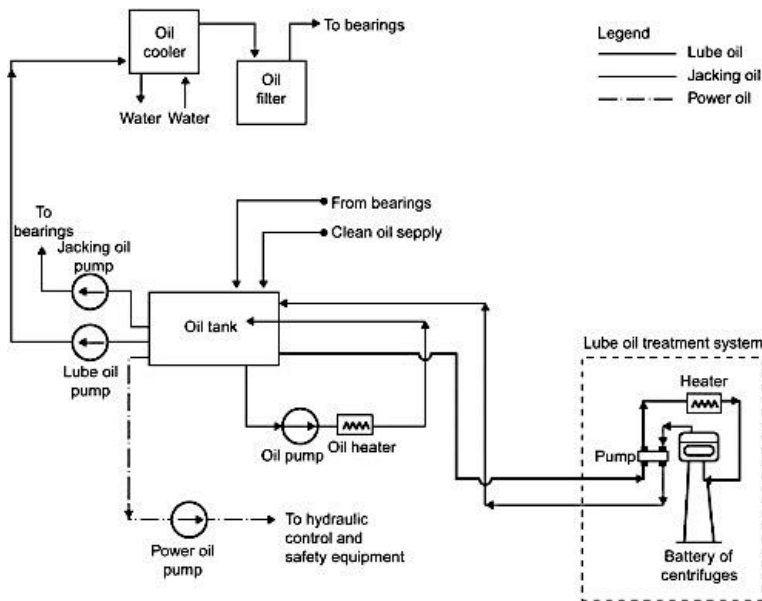 Oil
cooler
To bearings
Oil
filter
Water Water
Legend
Lube oil
Jacking oil
Power oil
To
bearings
From bearings
Clean oil sepply
Jacking oil
pump
Oil tank
Lube oil
pump
Oil pump
Oil heater
Lube oil treatment system
Heater
Pump
Battery of
centrifuges
Power oil
pump
To hydraulic
control and
safety equipment